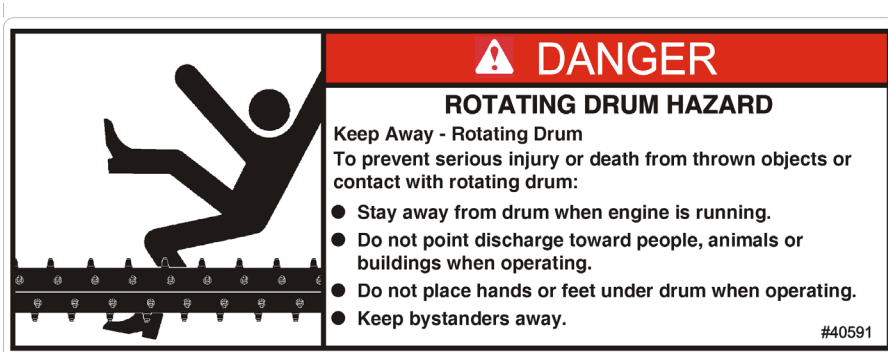 DANGER
ROTATING DRUM HAZARD
Keep Away - Rotating Drum
To prevent serious injury or death from thrown objects or
contact with rotating drum:
● Stay away from drum when engine is running.
● Do not point discharge toward people, animals or
buildings when operating.
● Do not place hands or feet under drum when operating.
● Keep bystanders away.
#40591